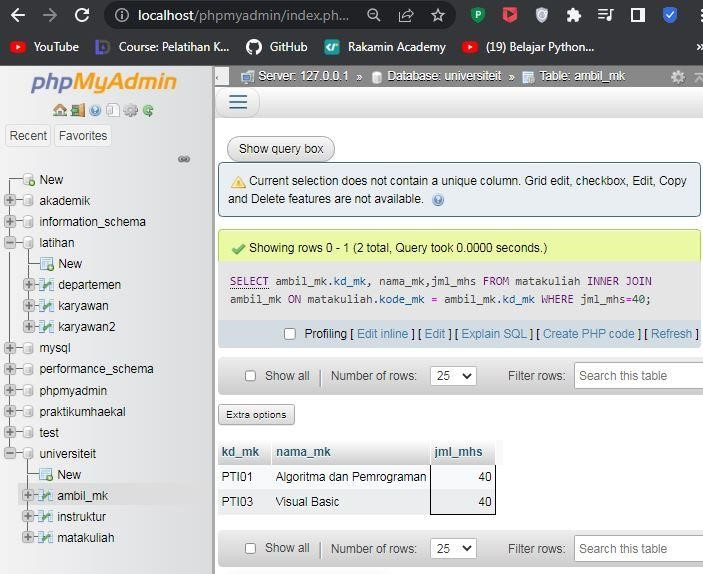 localhost/phpmyadmin/index.ph...
YouTube Course: Pelatihan K... GitHub Rakamin Academy (19) Belajar Python... »
phpMyAdmin
Recent Favorites
New
akademik
information_schema
latihan
New
departemen
karyawan
karyawan2
mysql
performance_schema
phpmyadmin
praktikumhaekal
test
universiteit
New
ambil_mk
instruktur
matakuliah
Server: 127.0.0.1 » Database: universiteit » Table: ambil_mk
Show query box
Current selection does not contain a unique column. Grid edit, checkbox, Edit, Copy
and Delete features are not available.
Showing rows 0 - 1 (2 total, Query took 0.0000 seconds.)
SELECT ambil_mk.kd_mk, nama_mk,jml_mhs FROM matakuliah INNER JOIN
ambil_mk ON matakuliah.kode_mk = ambil_mk.kd_mk WHERE jml_mhs=40;
Profiling [ Edit inline ] [ Edit ] [ Explain SQL ] [ Create PHP code ] [ Refresh ]
Show all | Number of rows: 25 Filter rows: Search this table
Extra options
kd_mk nama_mk jml_mhs
PTI01 Algoritma dan Pemrograman 40
PTI03 Visual Basic 40
Show all | Number of rows: 25 Filter rows: Search this table